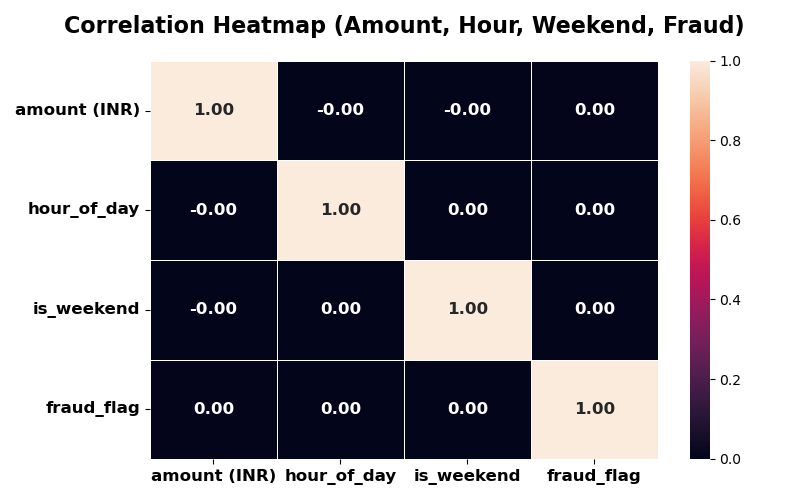 Correlation Heatmap (Amount, Hour, Weekend, Fraud)
amount (INR) 1.00 -0.00 -0.00 0.00
hour_of_day -0.00 1.00 0.00 0.00
is_weekend -0.00 0.00 1.00 0.00
fraud_flag 0.00 0.00 0.00 1.00
amount (INR) hour_of_day is_weekend fraud_flag
1.0
0.8
0.6
0.4
0.2
0.0